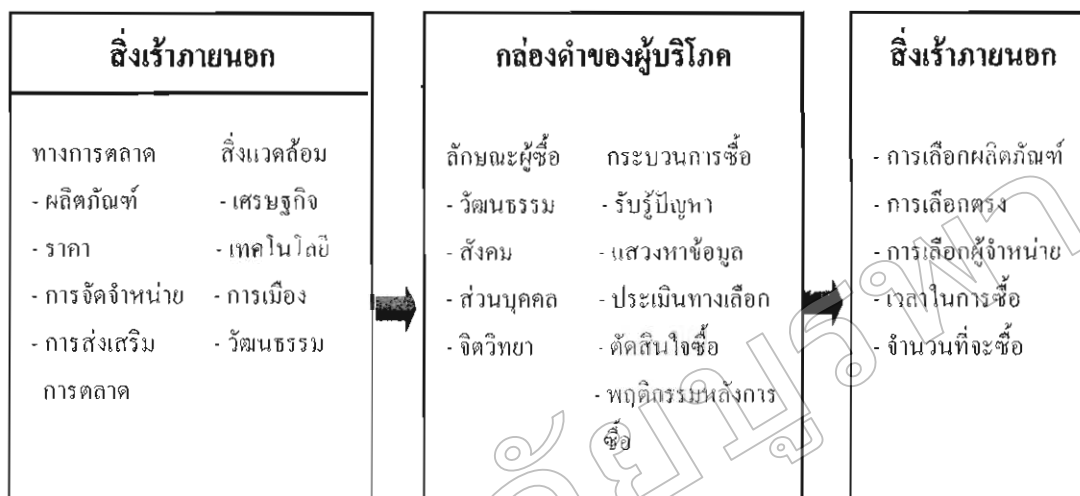 สิ่งเร้าภายนอก
ทางการตลาด สิ่งแวดล้อม
- ผลิตภัณฑ์ - เศรษฐกิจ
- ราคา - เทคโนโลยี
- การจัดจำหน่าย - การเมือง
- การส่งเสริม - วัฒนธรรม
การตลาด
กล่องดำของผู้บริโภค
ลักษณะผู้ซื้อ กระบวนการซื้อ
- วัฒนธรรม - รับรู้ปัญหา
- สังคม - แสวงหาข้อมูล
- ส่วนบุคคล - ประเมินทางเลือก
- จิตวิทยา - ตัดสินใจซื้อ
- พฤติกรรมหลังการ
ซื้อ
สิ่งเร้าภายนอก
- การเลือกผลิตภัณฑ์
- การเลือกตรง
- การเลือกผู้จำหน่าย
- เวลาในการซื้อ
- จำนวนที่จะซื้อ